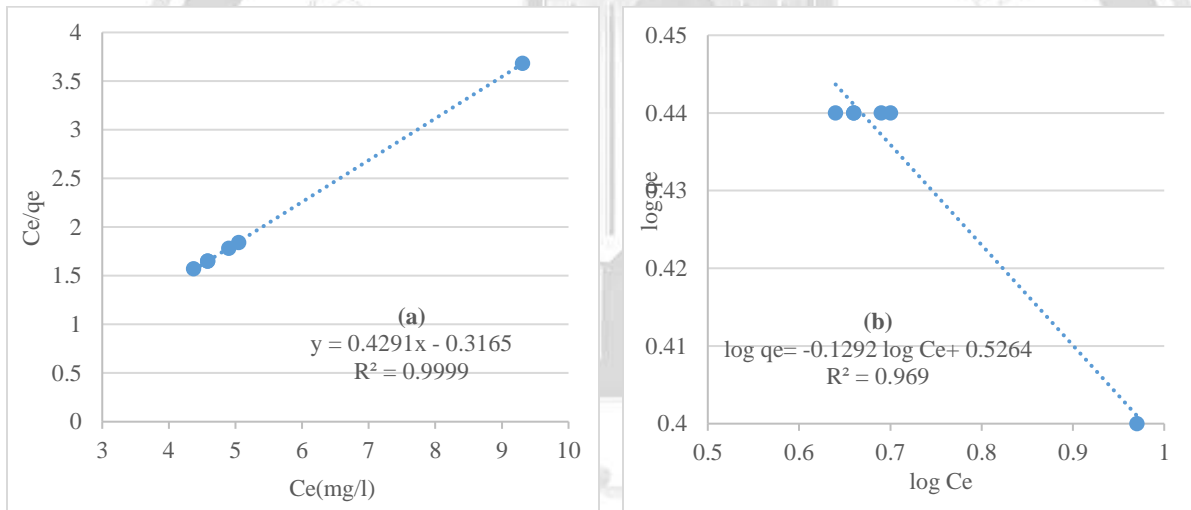 4
3.5
3
2.5
2
1.5
1
0.5
0
Ce/qe
(a)
y = 0.4291x - 0.3165
R² = 0.9999
3 4 5 6 7 8 9 10
Ce(mg/l)
0.45
0.44
0.43
0.42
0.41
0.4
log qe
(b)
log qe= -0.1292 log Ce+ 0.5264
R² = 0.969
0.5 0.6 0.7 0.8 0.9 1
log Ce